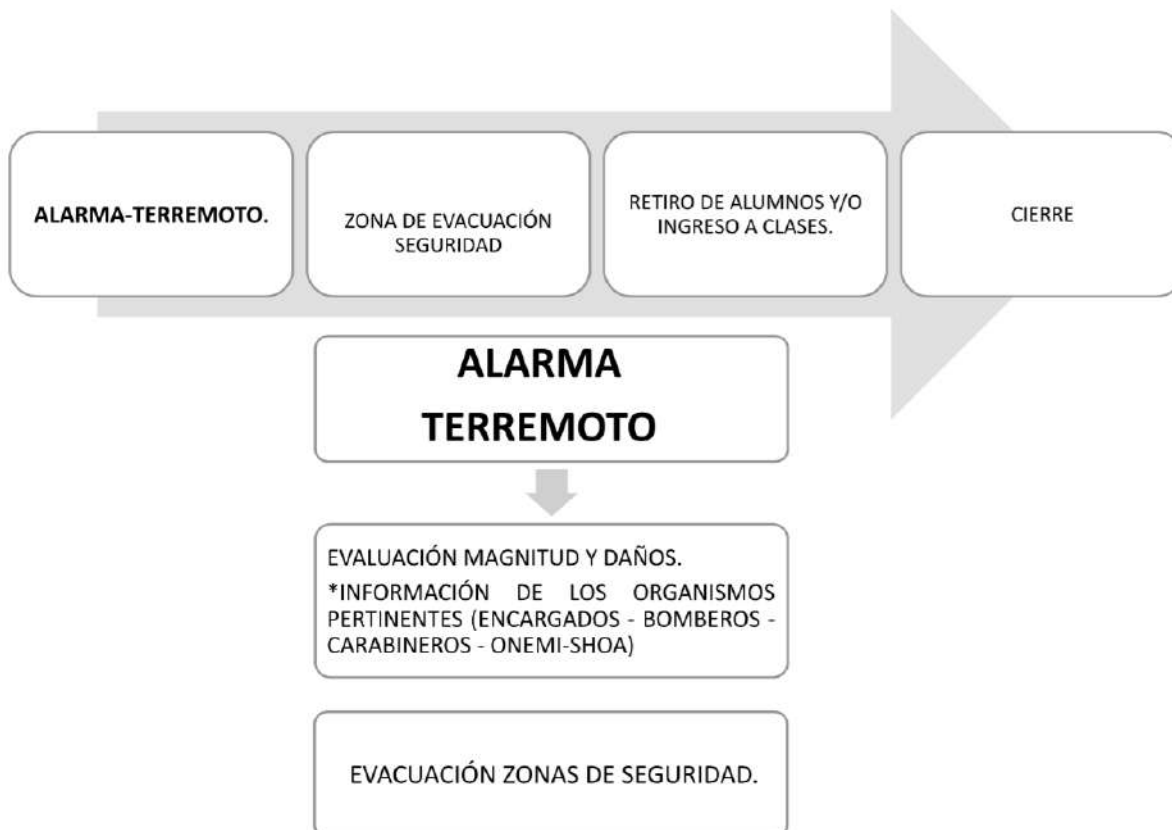 ALARMA-TERREMOTO.
ZONA DE EVACUACIÓN
SEGURIDAD
RETIRO DE ALUMNOS Y/O
INGRESO A CLASES.
CIERRE
ALARMA
TERREMOTO
EVALUACIÓN MAGNITUD Y DAÑOS.
*INFORMACIÓN DE LOS ORGANISMOS
PERTINENTES (ENCARGADOS - BOMBEROS -
CARABINEROS - ONEMI-SHOA)
EVACUACIÓN ZONAS DE SEGURIDAD.